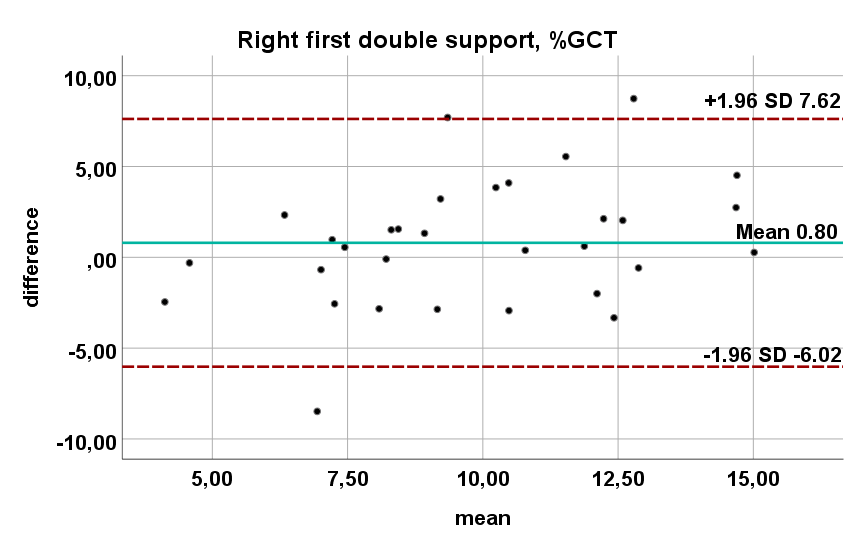 Right first double support, %GCT
10,00
+1.96 SD 7.62
5,00
Mean 0.80
,00
difference
-5,00
-1.96 SD -6.02
-10,00
5,00 7,50 10,00 12,50 15,00
mean